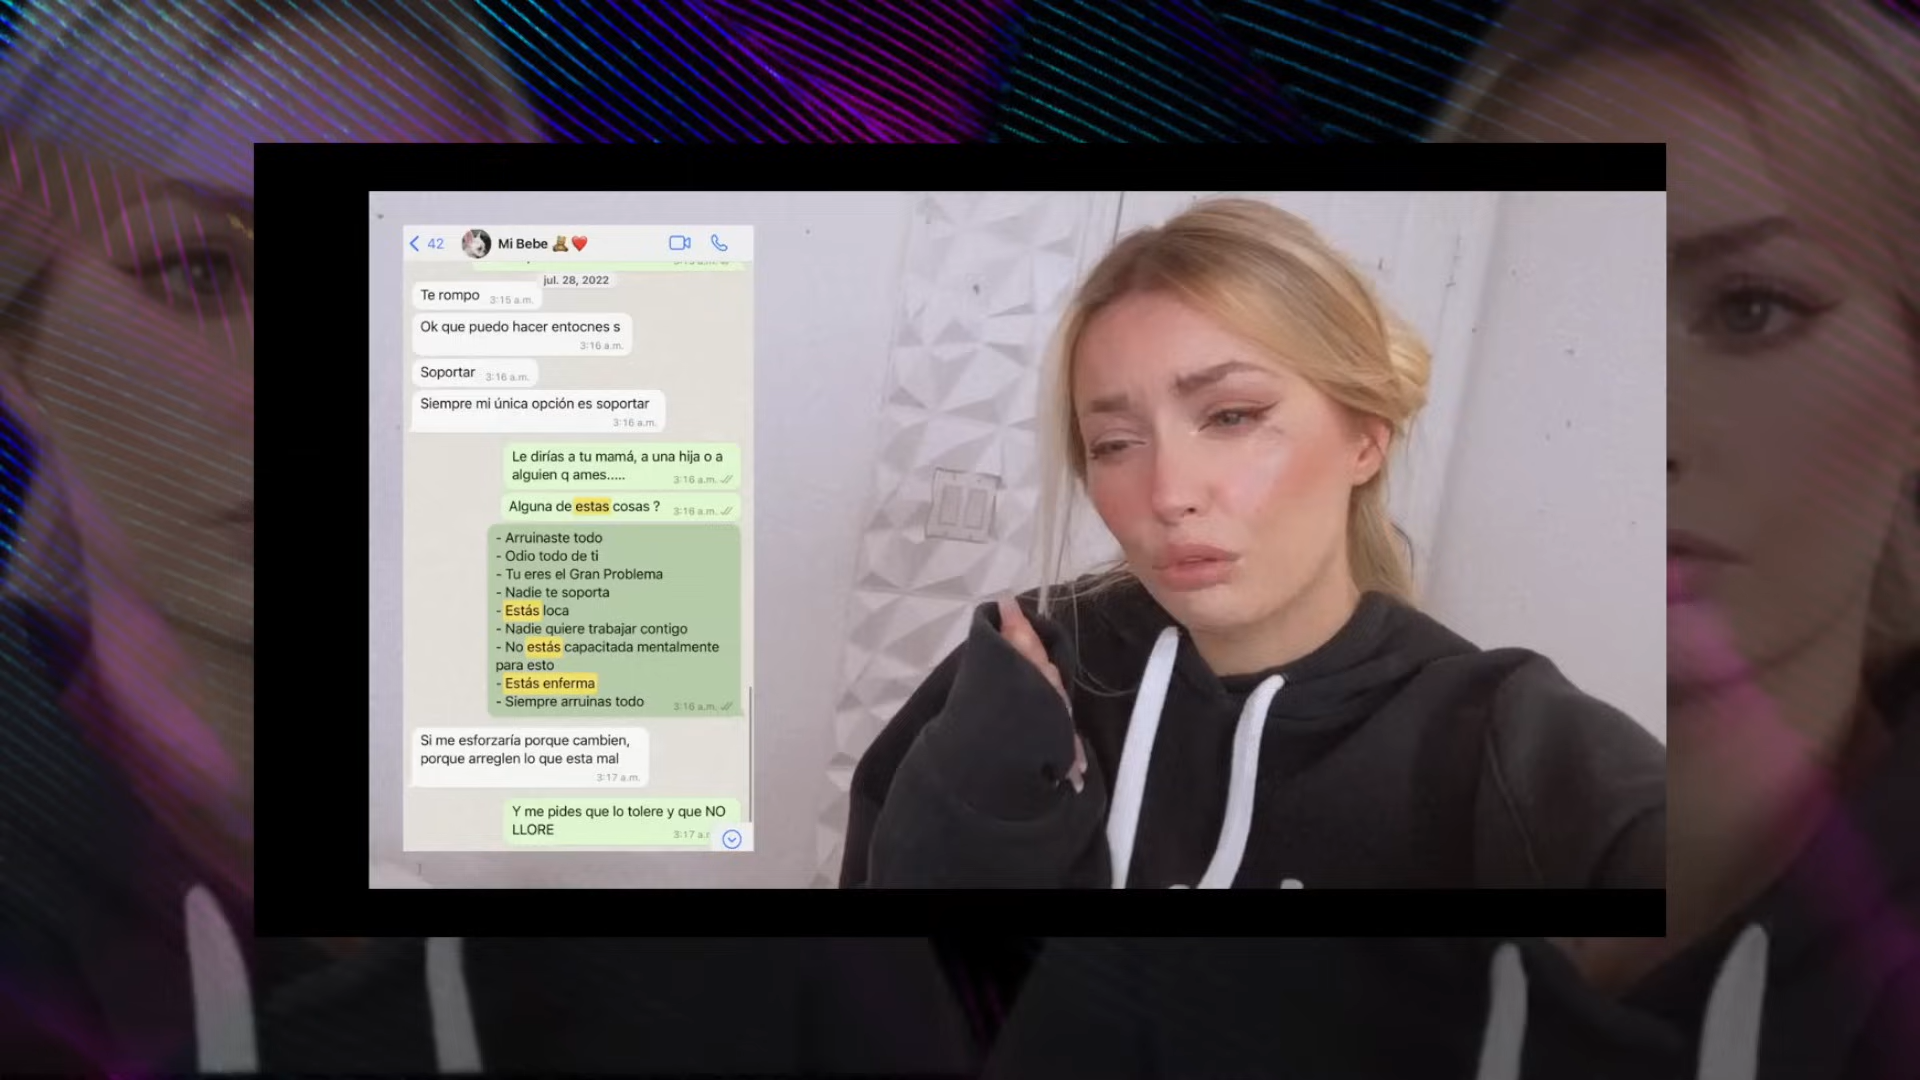 42
Mi Bebe 🧸❤️
jul. 28, 2022
Te rompo 3:15 a.m.
Ok que puedo hacer entocnes s
3:16 a.m.
Soportar 3:16 a.m.
Siempre mi única opción es soportar
3:16 a.m.
Le dirías a tu mamá, a una hija o a
alguien q ames..... 3:16 a.m.
Alguna de estas cosas ? 3:16 a.m.
- Arruinaste todo
- Odio todo de ti
- Tu eres el Gran Problema
- Nadie te soporta
- Estás loca
- Nadie quiere trabajar contigo
- No estás capacitada mentalmente
para esto
- Estás enferma
- Siempre arruinas todo 3:16 a.m.
Si me esforzaría porque cambien,
porque arreglen lo que esta mal
3:17 a.m.
Y me pides que lo tolere y que NO
LLORE 3:17 a.